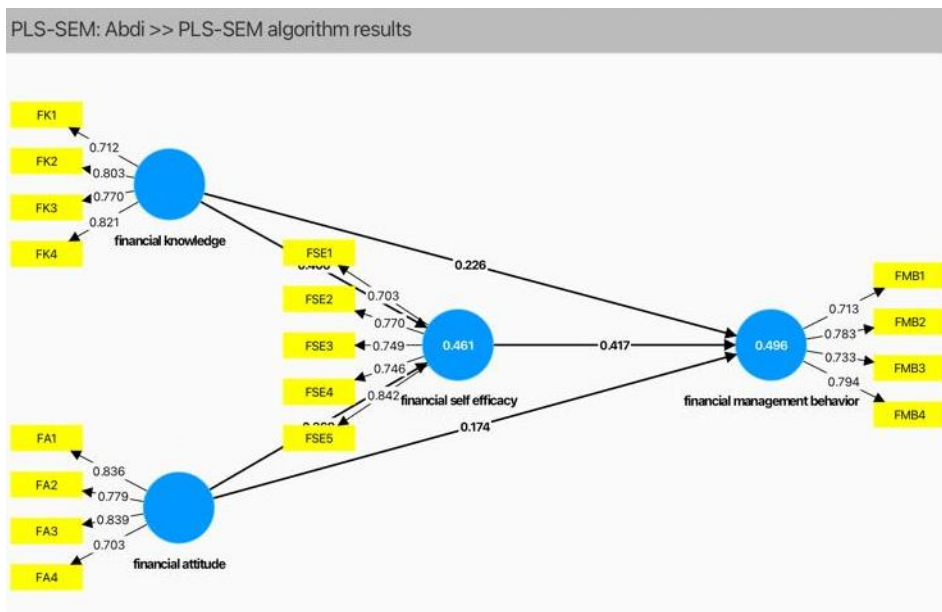 PLS-SEM: Abdi >> PLS-SEM algorithm results
FK1
0.712
FK2
0.803
FK3
0.770
0.821
FK4
financial knowledge
FSE1
0.703
FSE2
0.770
FSE3
0.749
0.746
FSE4
0.842
FSE5
0.461
financial self efficacy
0.226
0.417
0.174
0.496
financial management behavior
FMB1
0.713
FMB2
0.783
0.733
FMB3
0.794
FMB4
FA1
0.836
FA2
0.779
FA3
0.839
0.703
FA4
financial attitude